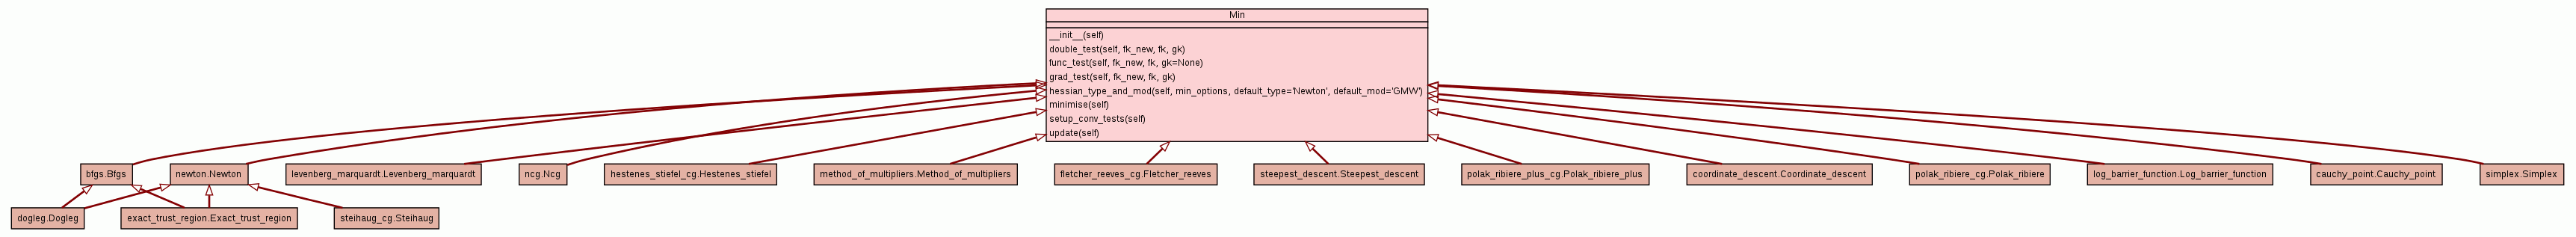 Min
__init__(self)
double_test(self, fk_new, fk, gk)
func_test(self, fk_new, fk, gk=None)
grad_test(self, fk_new, fk, gk)
hessian_type_and_mod(self, min_options, default_type='Newton', default_mod='GMW')
minimise(self)
setup_conv_tests(self)
update(self)
bfgs.Bfgs
newton.Newton
levenberg_marquardt.Levenberg_marquardt
ncg.Ncg
hestenes_stiefel_cg.Hestenes_stiefel
method_of_multipliers.Method_of_multipliers
fletcher_reeves_cg.Fletcher_reeves
steepest_descent.Steepest_descent
polak_ribiere_plus_cg.Polak_ribiere_plus
coordinate_descent.Coordinate_descent
polak_ribiere_cg.Polak_ribiere
log_barrier_function.Log_barrier_function
cauchy_point.Cauchy_point
simplex.Simplex
dogleg.Dogleg
exact_trust_region.Exact_trust_region
steihaug_cg.Steihaug